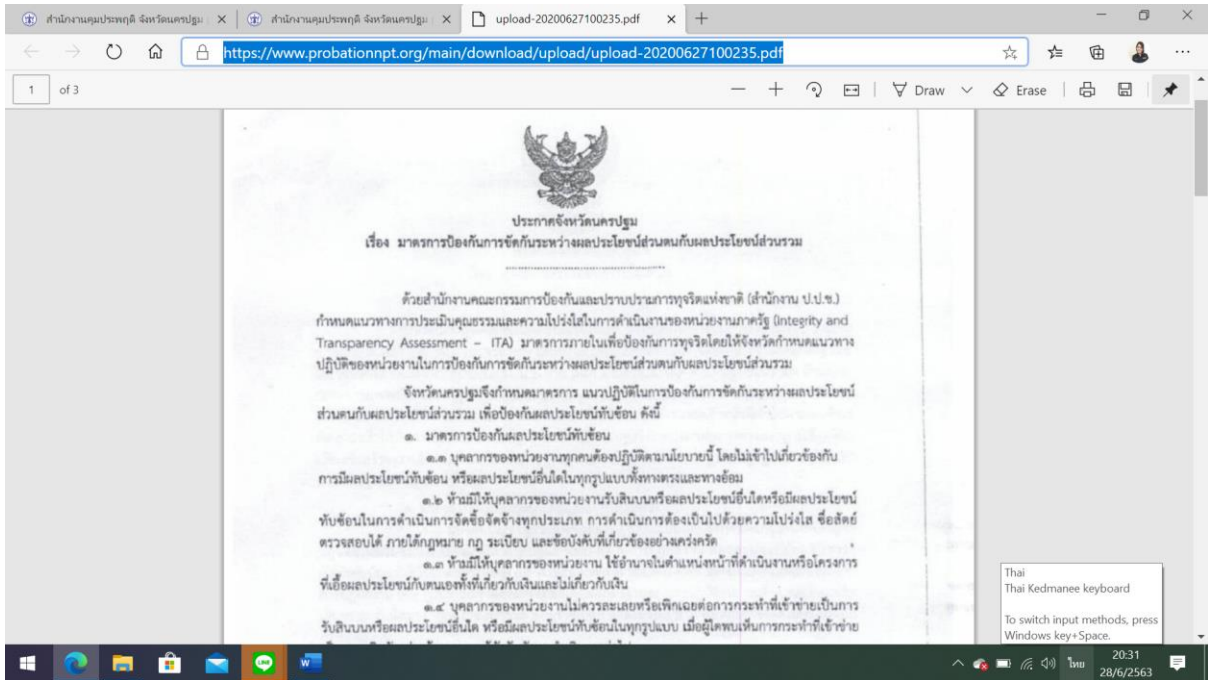 สำนักงานคุมประพฤติ จังหวัดนครปฐม
สำนักงานคุมประพฤติ จังหวัดนครปฐม
upload-20200627100235.pdf
https://www.probationnpt.org/main/download/upload/upload-20200627100235.pdf
1 of 3
Draw
Erase
ประกาศจังหวัดนครปฐม
เรื่อง มาตรการป้องกันการขัดกันระหว่างผลประโยชน์ส่วนตนกับผลประโยชน์ส่วนรวม
ด้วยสำนักงานคณะกรรมการป้องกันและปราบปรามการทุจริตแห่งชาติ (สำนักงาน ป.ป.ช.)
กำหนดแนวทางการประเมินคุณธรรมและความโปร่งใสในการดำเนินงานของหน่วยงานภาครัฐ (Integrity and
Transparency Assessment – ITA) มาตรการภายในเพื่อป้องกันการทุจริตโดยให้จังหวัดกำหนดแนวทาง
ปฏิบัติของหน่วยงานในการป้องกันการขัดกันระหว่างผลประโยชน์ส่วนตนกับผลประโยชน์ส่วนรวม
จังหวัดนครปฐมจึงกำหนดมาตรการ แนวปฏิบัติในการป้องกันการขัดกันระหว่างผลประโยชน์
ส่วนตนกับผลประโยชน์ส่วนรวม เพื่อป้องกันผลประโยชน์ทับซ้อน ดังนี้
๑. มาตรการป้องกันผลประโยชน์ทับซ้อน
๑.๑ บุคลากรของหน่วยงานทุกคนต้องปฏิบัติตามนโยบายนี้ โดยไม่เข้าไปเกี่ยวข้องกับ
การมีผลประโยชน์ทับซ้อน หรือผลประโยชน์อื่นใดในทุกรูปแบบทั้งทางตรงและทางอ้อม
๑.๒ ห้ามมิให้บุคลากรของหน่วยงานรับสินบนหรือผลประโยชน์อื่นใดหรือมีผลประโยชน์
ทับซ้อนในการดำเนินการจัดซื้อจัดจ้างทุกประเภท การดำเนินการต้องเป็นไปด้วยความโปร่งใส ซื่อสัตย์
ตรวจสอบได้ ภายใต้กฎหมาย กฎ ระเบียบ และข้อบังคับที่เกี่ยวข้องอย่างเคร่งครัด
๑.๓ ห้ามมิให้บุคลากรของหน่วยงาน ใช้อำนาจในตำแหน่งหน้าที่ดำเนินงานหรือโครงการ
ที่เอื้อผลประโยชน์กับตนเองทั้งที่เกี่ยวกับเงินและไม่เกี่ยวกับเงิน
๑.๔ บุคลากรของหน่วยงานไม่ควรละเลยหรือเพิกเฉยต่อการกระทำที่เข้าข่ายเป็นการ
รับสินบนหรือผลประโยชน์อื่นใด หรือมีผลประโยชน์ทับซ้อนในทุกรูปแบบ เมื่อผู้ใดพบเห็นการกระทำที่เข้าข่าย
Thai
Thai Kedmanee keyboard
To switch input methods, press
Windows key+Space.
ไทย
20:31
28/6/2563